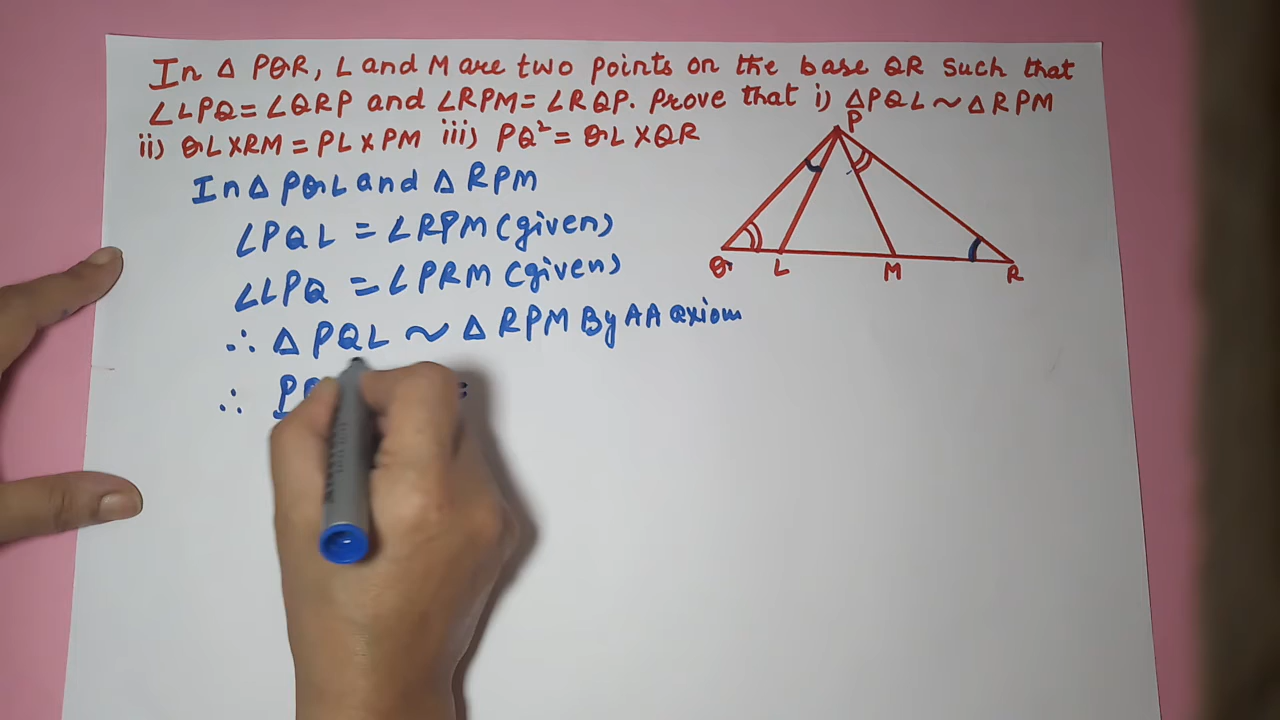 In Δ PQR, L and M are two points on the base QR such that
∠LPQ = ∠QRP and ∠RPM = ∠RQP. Prove that i) ΔPQL ~ Δ RPM
ii) QL X RM = PL X PM iii) PQ² = QL X QR
P
Q L M R
In Δ PQL and Δ RPM
∠PQL = ∠RPM (given)
∠LPQ = ∠PRM (given)
∴ Δ PQL ~ Δ RPM By AA axiom
∴ PQ =